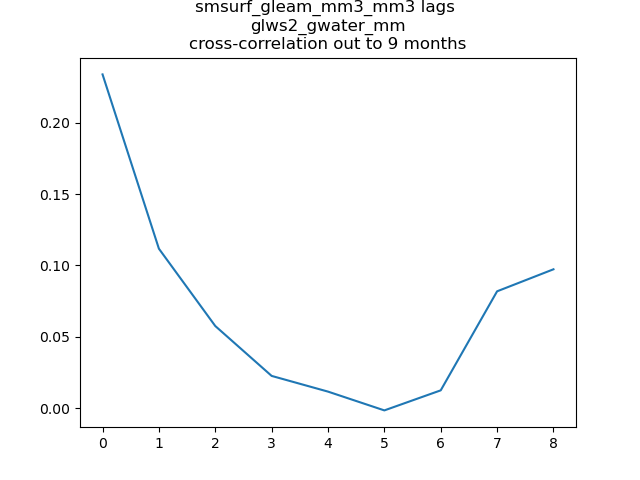 smsurf_gleam_mm3_mm3 lags
glws2_gwater_mm
cross-correlation out to 9 months
0.20
0.15
0.10
0.05
0.00
0 1 2 3 4 5 6 7 8